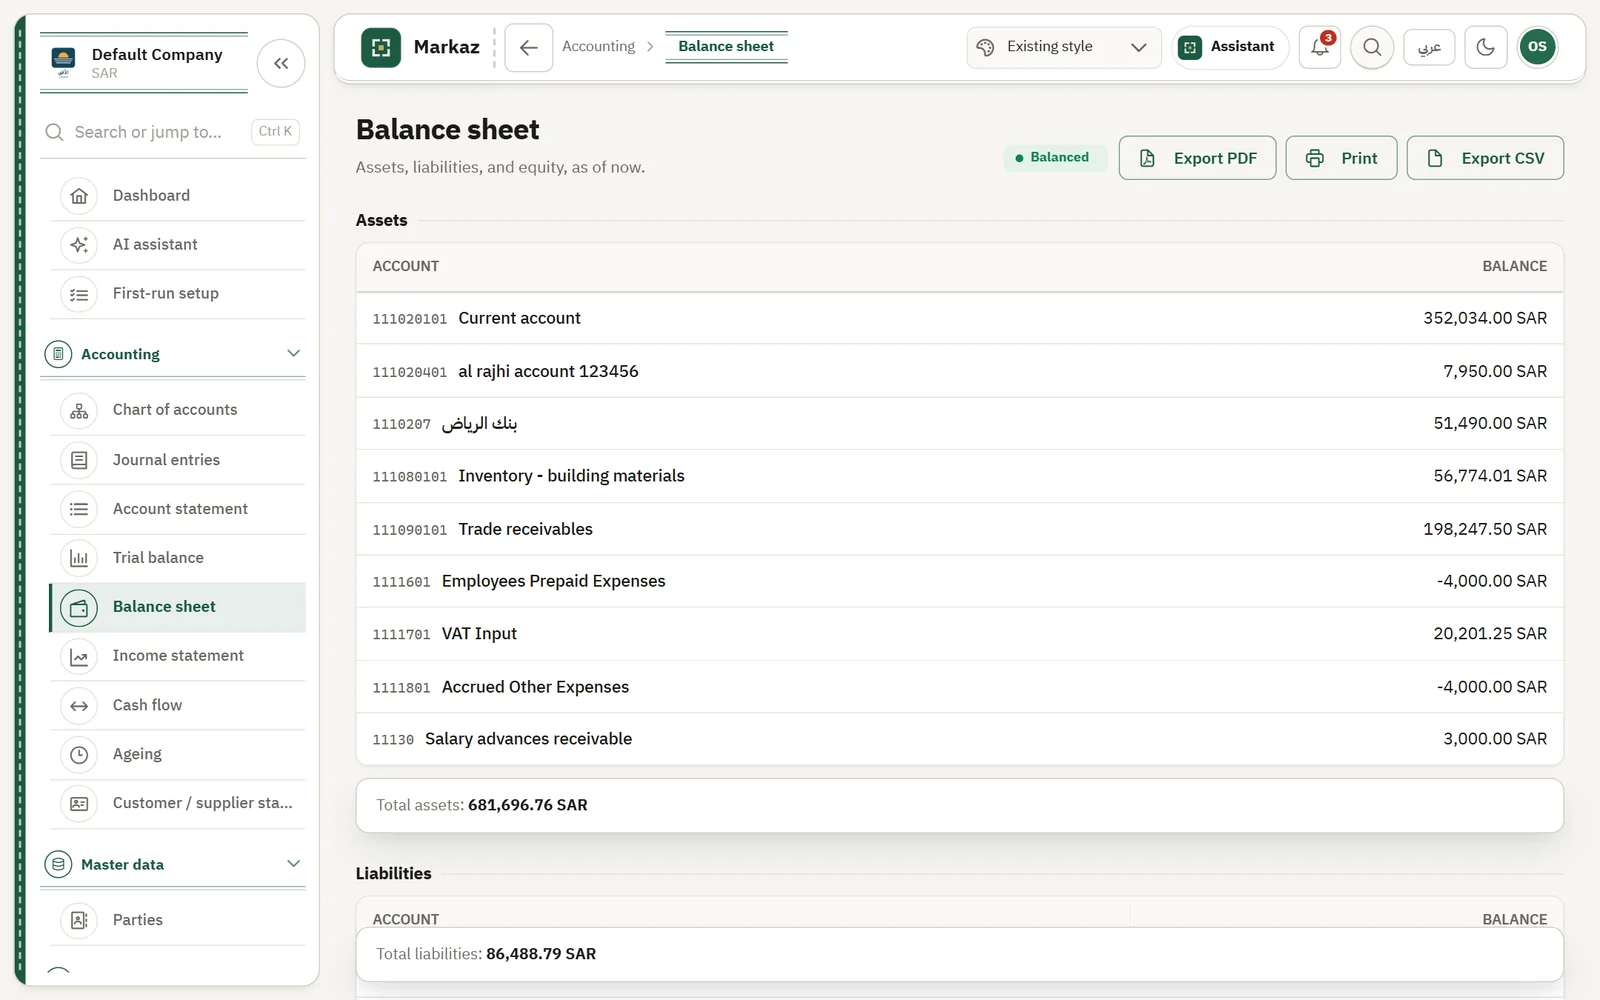 Default Company
SAR
Search or jump to...
Ctrl K
Dashboard
AI assistant
First-run setup
Accounting
Chart of accounts
Journal entries
Account statement
Trial balance
Balance sheet
Income statement
Cash flow
Ageing
Customer / supplier sta...
Master data
Parties
Markaz
Accounting
Balance sheet
Existing style
Assistant
3
عربي
OS
Balance sheet
Assets, liabilities, and equity, as of now.
Balanced
Export PDF
Print
Export CSV
Assets
ACCOUNT BALANCE
111020101 Current account 352,034.00 SAR
111020401 al rajhi account 123456 7,950.00 SAR
1110207 بنك الرياض 51,490.00 SAR
111080101 Inventory - building materials 56,774.01 SAR
111090101 Trade receivables 198,247.50 SAR
1111601 Employees Prepaid Expenses -4,000.00 SAR
1111701 VAT Input 20,201.25 SAR
1111801 Accrued Other Expenses -4,000.00 SAR
11130 Salary advances receivable 3,000.00 SAR
Total assets: 681,696.76 SAR
Liabilities
ACCOUNT BALANCE
Total liabilities: 86,488.79 SAR